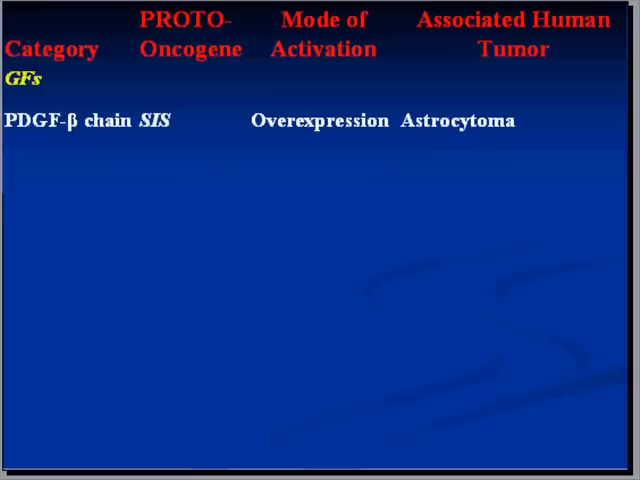 PROTO- Mode of Associated Human
Category Oncogene Activation Tumor
GFs
PDGF-β chain SIS Overexpression Astrocytoma